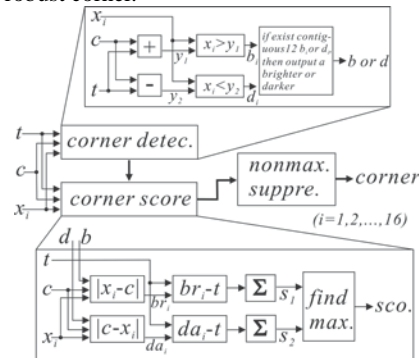 robust corner.
x_i
c
t
+
-
y_1
y_2
x_i>y_1
x_i<y_2
b_i
d_i
if exist contig-
uous12 b_i or d_i,
then output a
brighter or
darker
b or d
t
c
x_i
corner detec.
corner score
nonmax.
suppre.
corner
(i=1,2,...,16)
d b
t
c
x_i
|x_i-c|
|c-x_i|
br_i
da_i
br_i-t
da_i-t
Σ
Σ
s_1
s_2
find
max.
sco.